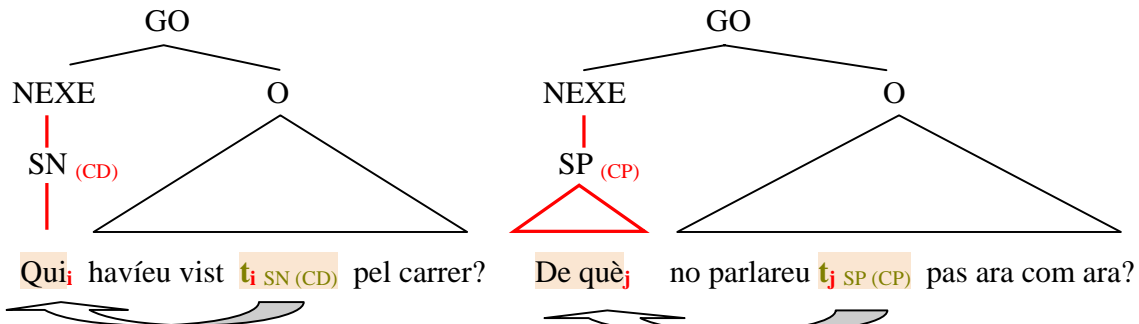 GO GO
NEXE O NEXE O
SN (CD) SP (CP)
Quii havíeu vist ti SN (CD) pel carrer? De quèj no parlareu tj SP (CP) pas ara com ara?